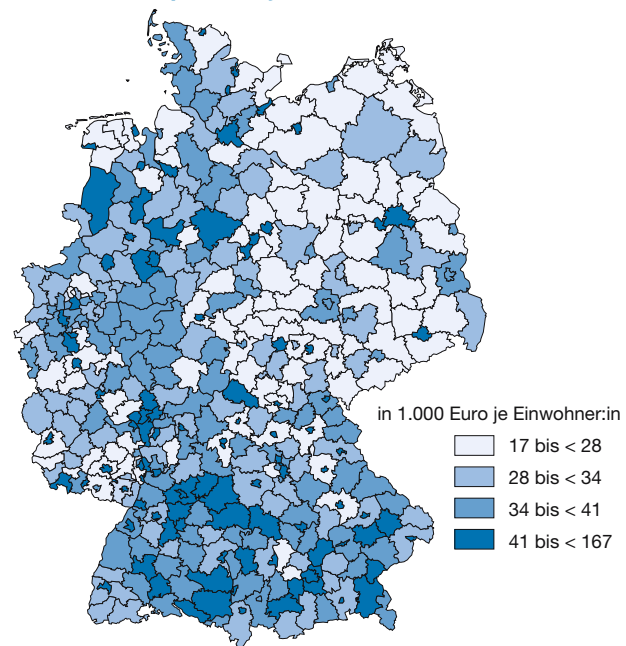 in 1.000 Euro je Einwohner:in
17 bis < 28
28 bis < 34
34 bis < 41
41 bis < 167